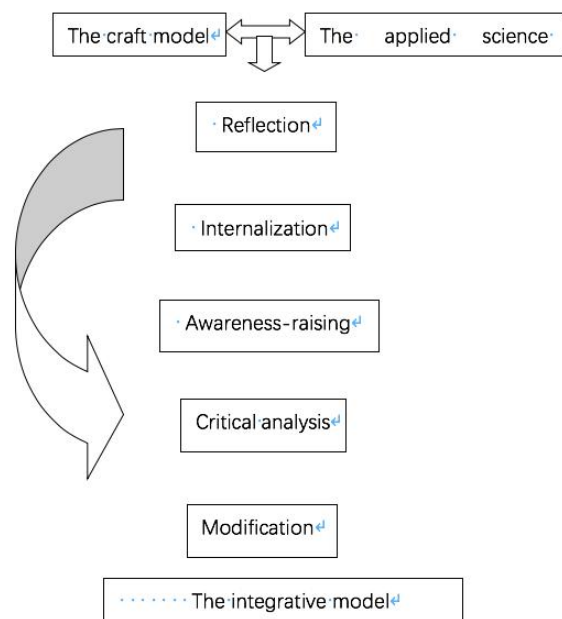 The craft model
The applied science
Reflection
Internalization
Awareness-raising
Critical analysis
Modification
The integrative model